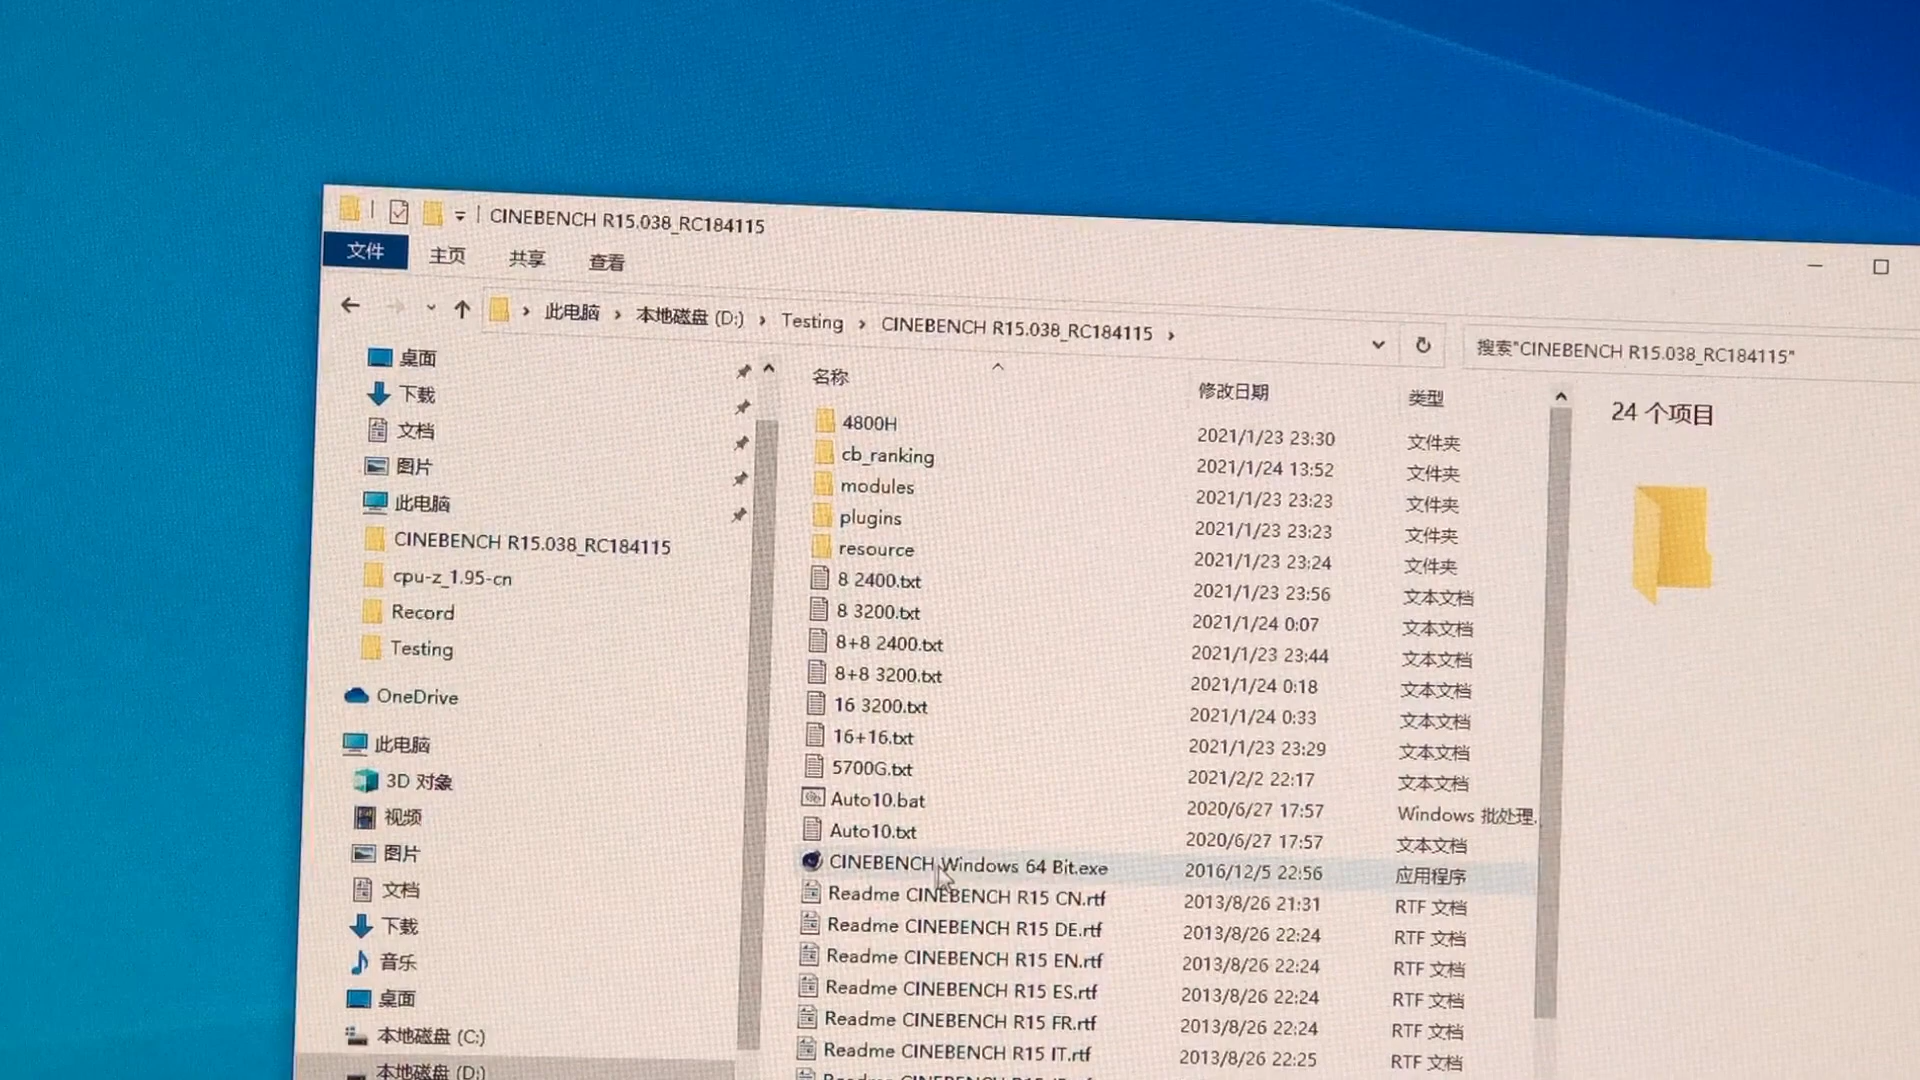 CINEBENCH R15.038_RC184115
文件 主页 共享 查看
此电脑 › 本地磁盘 (D:) › Testing › CINEBENCH R15.038_RC184115 ›
搜索"CINEBENCH R15.038_RC184115"
桌面
下载
文档
图片
此电脑
CINEBENCH R15.038_RC184115
cpu-z_1.95-cn
Record
Testing
OneDrive
此电脑
3D 对象
视频
图片
文档
下载
音乐
桌面
本地磁盘 (C:)
本地磁盘 (D:)
名称 修改日期 类型
4800H 2021/1/23 23:30 文件夹
cb_ranking 2021/1/24 13:52 文件夹
modules 2021/1/23 23:23 文件夹
plugins 2021/1/23 23:23 文件夹
resource 2021/1/23 23:24 文件夹
8 2400.txt 2021/1/23 23:56 文本文档
8 3200.txt 2021/1/24 0:07 文本文档
8+8 2400.txt 2021/1/23 23:44 文本文档
8+8 3200.txt 2021/1/24 0:18 文本文档
16 3200.txt 2021/1/24 0:33 文本文档
16+16.txt 2021/1/23 23:29 文本文档
5700G.txt 2021/2/2 22:17 文本文档
Auto10.bat 2020/6/27 17:57 Windows 批处理.
Auto10.txt 2020/6/27 17:57 文本文档
CINEBENCH Windows 64 Bit.exe 2016/12/5 22:56 应用程序
Readme CINEBENCH R15 CN.rtf 2013/8/26 21:31 RTF 文档
Readme CINEBENCH R15 DE.rtf 2013/8/26 22:24 RTF 文档
Readme CINEBENCH R15 EN.rtf 2013/8/26 22:24 RTF 文档
Readme CINEBENCH R15 ES.rtf 2013/8/26 22:24 RTF 文档
Readme CINEBENCH R15 FR.rtf 2013/8/26 22:24 RTF 文档
Readme CINEBENCH R15 IT.rtf 2013/8/26 22:25 RTF 文档
24 个项目